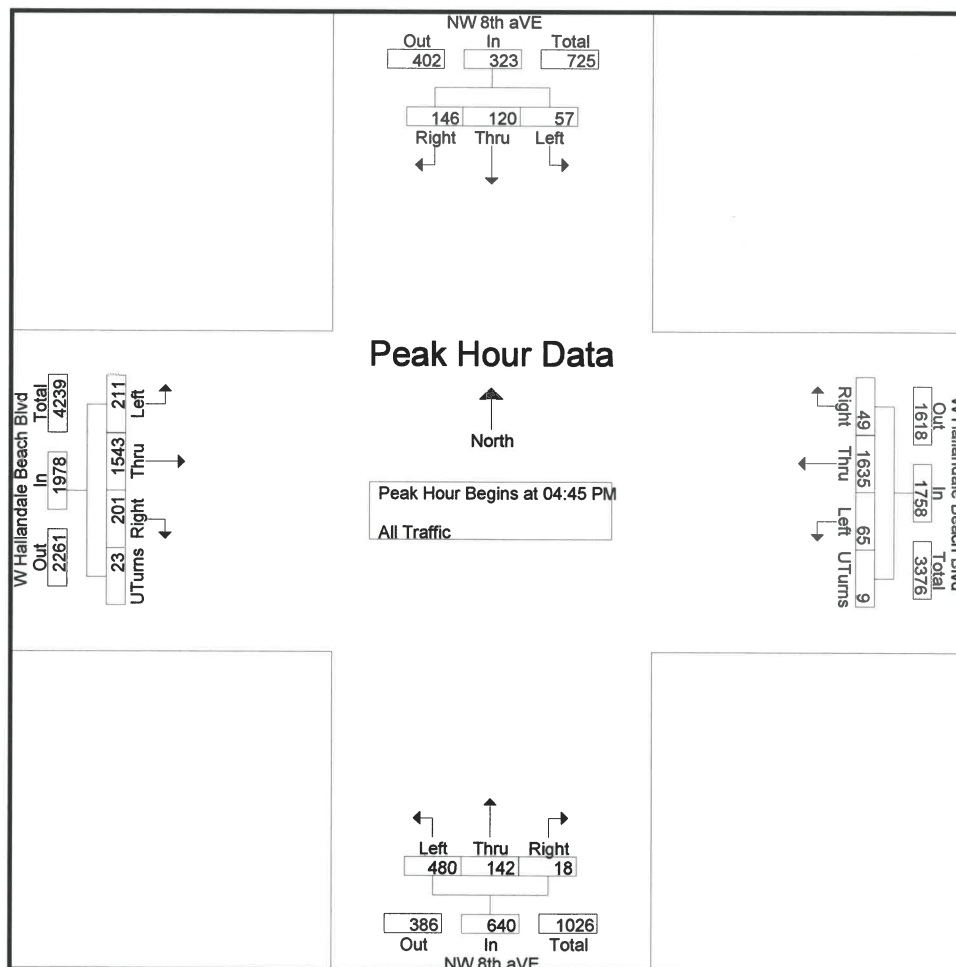 NW 8th aVE
Out In Total
402 323 725
146 120 57
Right Thru Left
Peak Hour Data
North
Peak Hour Begins at 04:45 PM
All Traffic
W Hallandale Beach Blvd
Total In Out
4239 1978 2261
211 1543 201 23
Left Thru Right UTurns
W Hallandale Beach Blvd
Out In Total
1618 1758 3376
49 1635 65 9
Right Thru Left UTurns
Left Thru Right
480 142 18
386 640 1026
Out In Total
NW 8th aVE